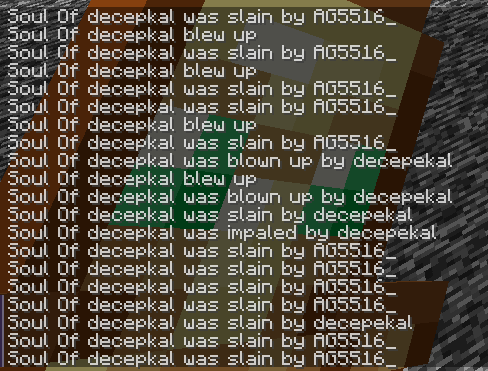 Soul Of decepkal was slain by AG5516_
Soul Of decepkal blew up
Soul Of decepkal was slain by AG5516_
Soul Of decepkal blew up
Soul Of decepkal was slain by AG5516_
Soul Of decepkal was slain by AG5516_
Soul Of decepkal blew up
Soul Of decepkal was slain by AG5516_
Soul Of decepkal was blown up by decepekal
Soul Of decepkal blew up
Soul Of decepkal was blown up by decepekal
Soul Of decepkal was slain by decepekal
Soul Of decepkal was impaled by decepekal
Soul Of decepkal was slain by AG5516_
Soul Of decepkal was slain by AG5516_
Soul Of decepkal was slain by AG5516_
Soul Of decepkal was slain by AG5516_
Soul Of decepkal was slain by decepekal
Soul Of decepkal was slain by AG5516_
Soul Of decepkal was slain by AG5516_